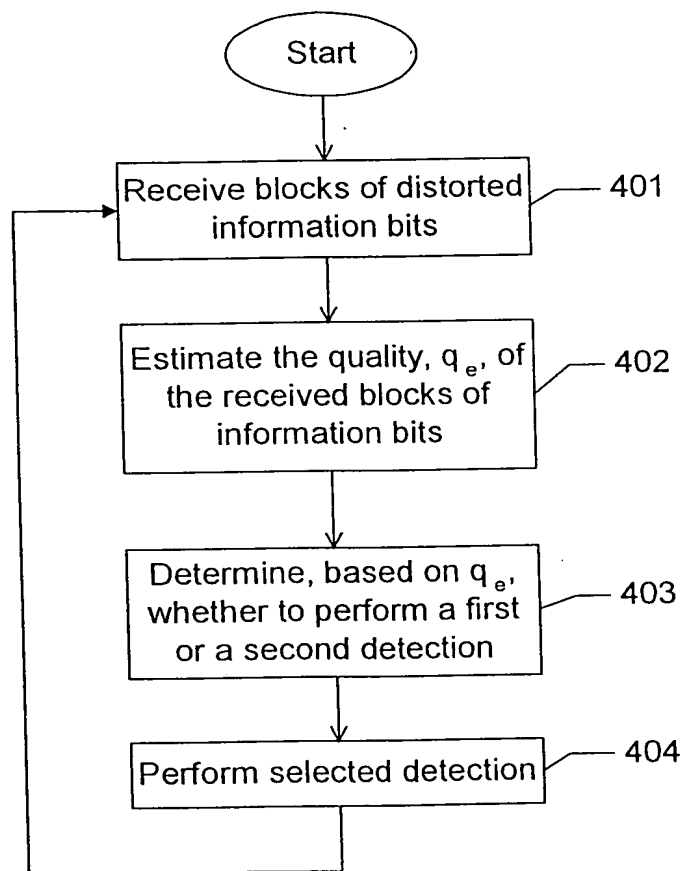 Start
Receive blocks of distorted
information bits
401
Estimate the quality, q e, of
the received blocks of
information bits
402
Determine, based on q e,
whether to perform a first
or a second detection
403
Perform selected detection
404